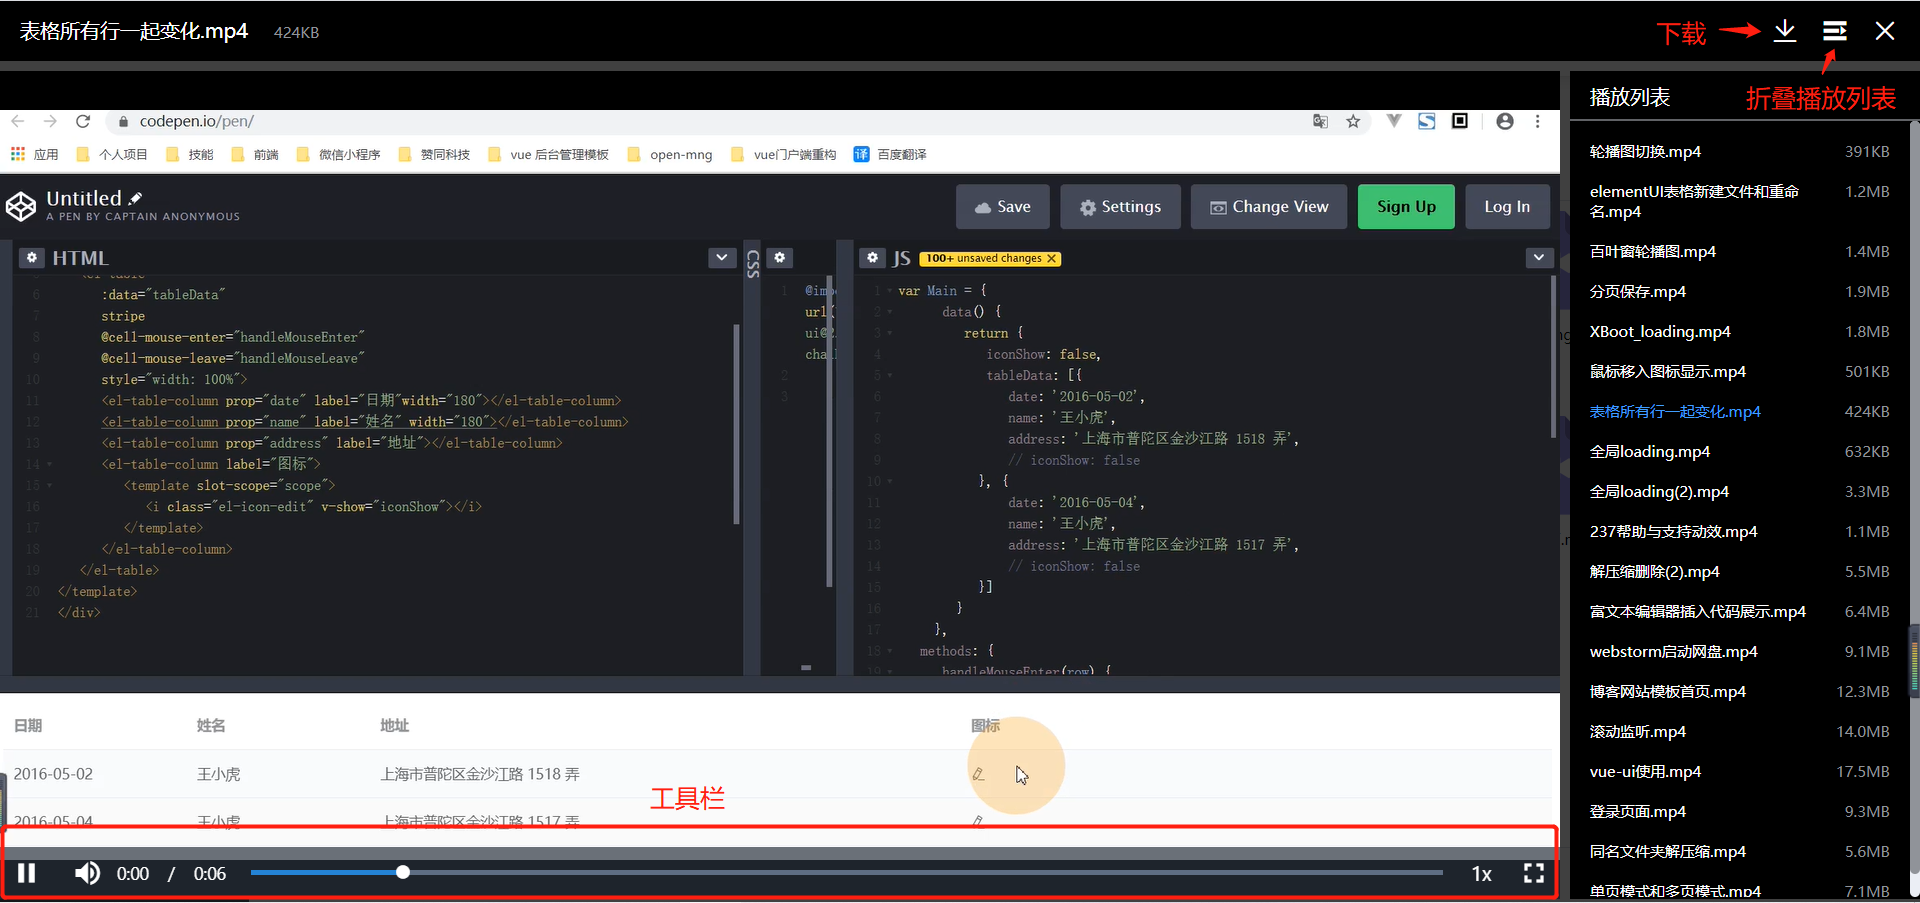 表格所有行一起变化.mp4 424KB
下载
折叠播放列表
codepen.io/pen/
应用 个人项目 技能 前端 微信小程序 赞同科技 vue 后台管理模板 open-mng vue门户端重构 译 百度翻译
Untitled
A PEN BY CAPTAIN ANONYMOUS
Save Settings Change View Sign Up Log In
HTML
6 :data="tableData"
7 stripe
8 @cell-mouse-enter="handleMouseEnter"
9 @cell-mouse-leave="handleMouseLeave"
10 style="width: 100%">
11 <el-table-column prop="date" label="日期"width="180"></el-table-column>
12 <el-table-column prop="name" label="姓名" width="180"></el-table-column>
13 <el-table-column prop="address" label="地址"></el-table-column>
14 <el-table-column label="图标">
15 <template slot-scope="scope">
16 <i class="el-icon-edit" v-show="iconShow"></i>
17 </template>
18 </el-table-column>
19 </el-table>
20 </template>
21 </div>
CSS
1 @imp
url(
cha
2
3
JS 100+ unsaved changes X
1 var Main = {
2 data() {
3 return {
4 iconShow: false,
5 tableData: [{
6 date: '2016-05-02',
7 name: '王小虎',
8 address: '上海市普陀区金沙江路 1518 弄',
9 // iconShow: false
10 }, {
11 date: '2016-05-04',
12 name: '王小虎',
13 address: '上海市普陀区金沙江路 1517 弄',
14 // iconShow: false
15 }]
16 }
17 },
18 methods: {
19 handleMouseEnter(row) {
日期 姓名 地址 图标
2016-05-02 王小虎 上海市普陀区金沙江路 1518 弄
2016-05-04 王小虎 上海市普陀区金沙江路 1517 弄
工具栏
0:00 / 0:06 1x
播放列表
轮播图切换.mp4 391KB
elementUI表格新建文件和重命 1.2MB
名.mp4
百叶窗轮播图.mp4 1.4MB
分页保存.mp4 1.9MB
XBoot_loading.mp4 1.8MB
鼠标移入图标显示.mp4 501KB
表格所有行一起变化.mp4 424KB
全局loading.mp4 632KB
全局loading(2).mp4 3.3MB
237帮助与支持动效.mp4 1.1MB
解压缩删除(2).mp4 5.5MB
富文本编辑器插入代码展示.mp4 6.4MB
webstorm启动网盘.mp4 9.1MB
博客网站模板首页.mp4 12.3MB
滚动监听.mp4 14.0MB
vue-ui使用.mp4 17.5MB
登录页面.mp4 9.3MB
同名文件夹解压缩.mp4 5.6MB
单页模式和多页模式.mp4 7.1MB